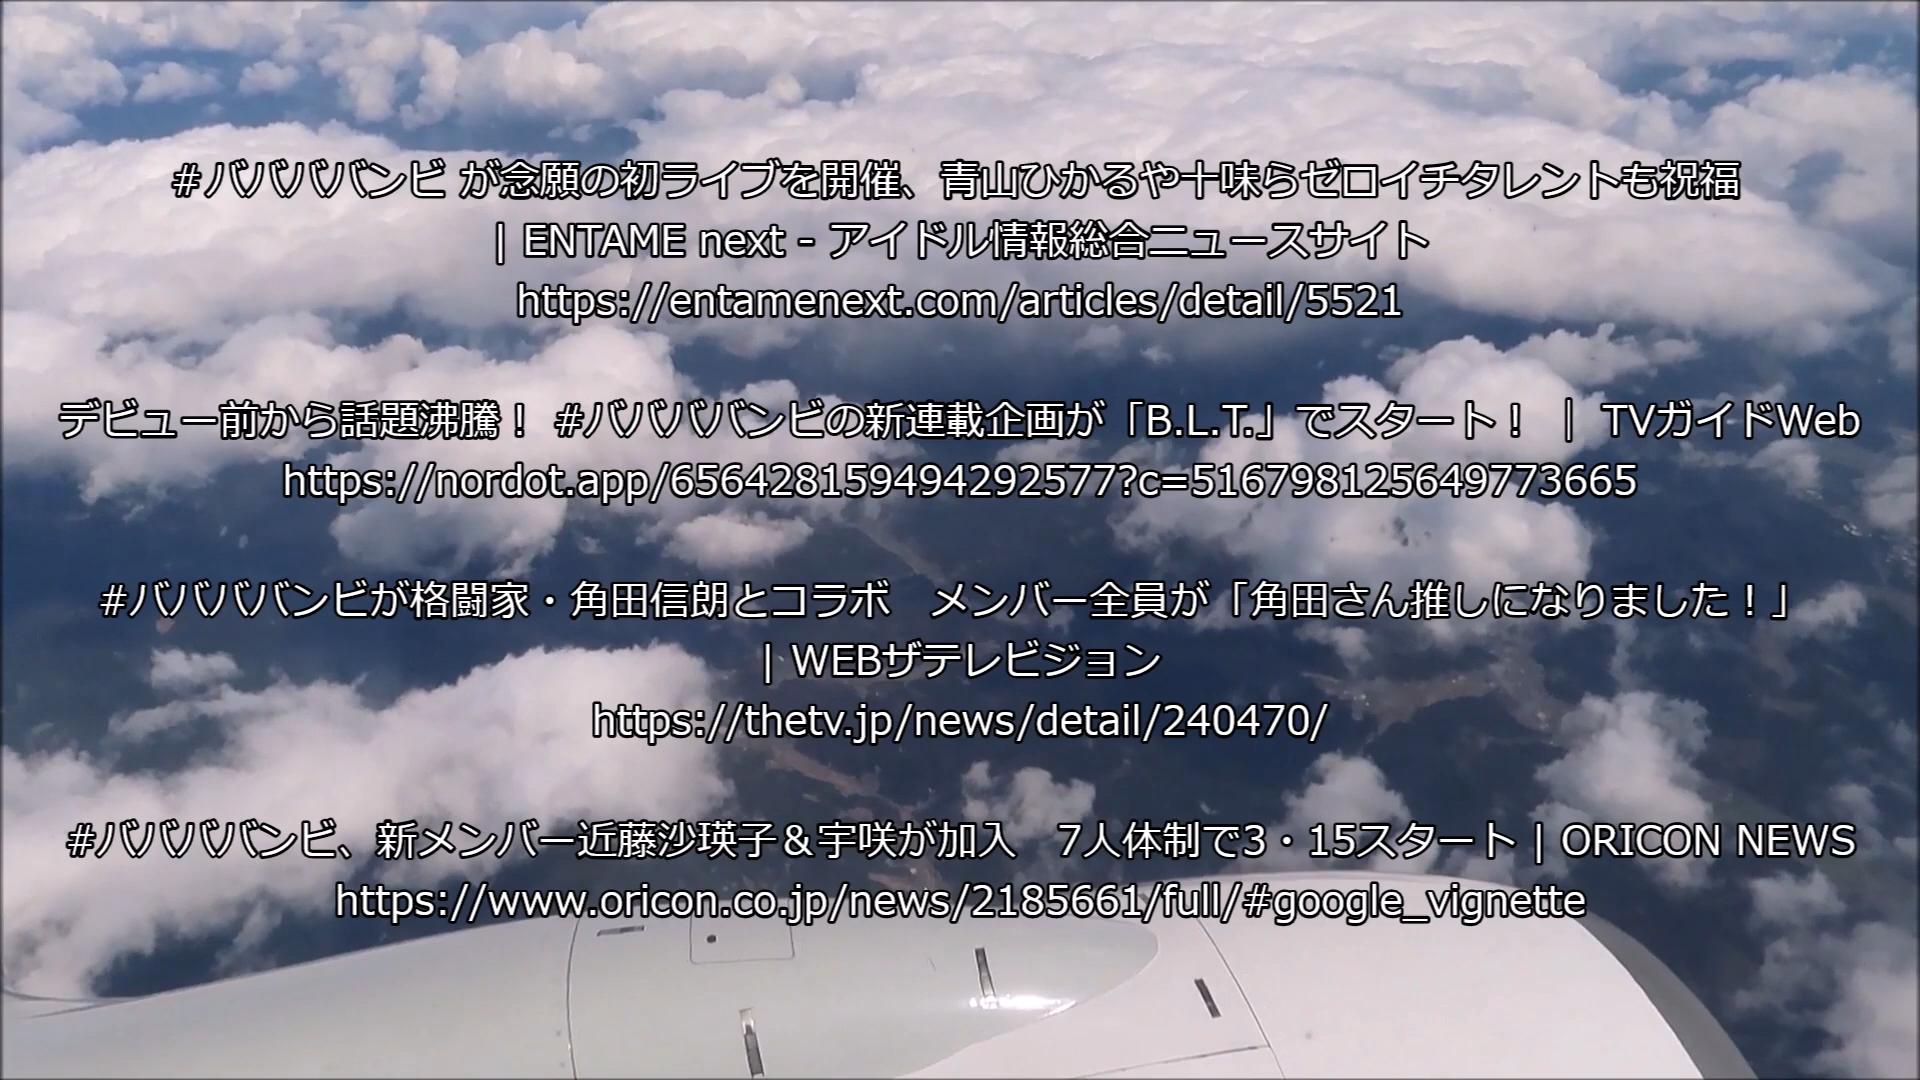 #ババババンビ が念願の初ライブを開催、青山ひかるや十味らゼロイチタレントも祝福
| ENTAME next - アイドル情報総合ニュースサイト
https://entamenext.com/articles/detail/5521
デビュー前から話題沸騰！ #ババババンビの新連載企画が「B.L.T.」でスタート！ ｜ TVガイドWeb
https://nordot.app/656428159494292577?c=516798125649773665
#ババババンビが格闘家・角田信朗とコラボ　メンバー全員が「角田さん推しになりました！」
| WEBザテレビジョン
https://thetv.jp/news/detail/240470/
#ババババンビ、新メンバー近藤沙瑛子＆宇咲が加入　7人体制で3・15スタート | ORICON NEWS
https://www.oricon.co.jp/news/2185661/full/#google_vignette